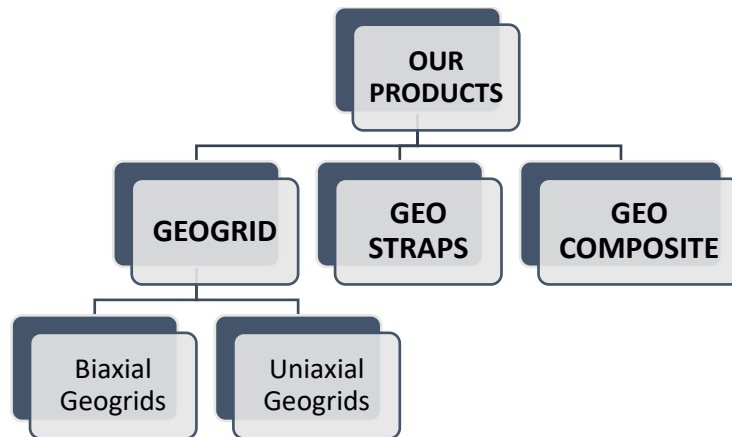 OUR
PRODUCTS
GEOGRID
GEO
STRAPS
GEO
COMPOSITE
Biaxial
Geogrids
Uniaxial
Geogrids